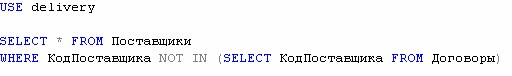 USE delivery
SELECT * FROM Поставщики
WHERE КодПоставщика NOT IN (SELECT КодПоставщика FROM Договоры)